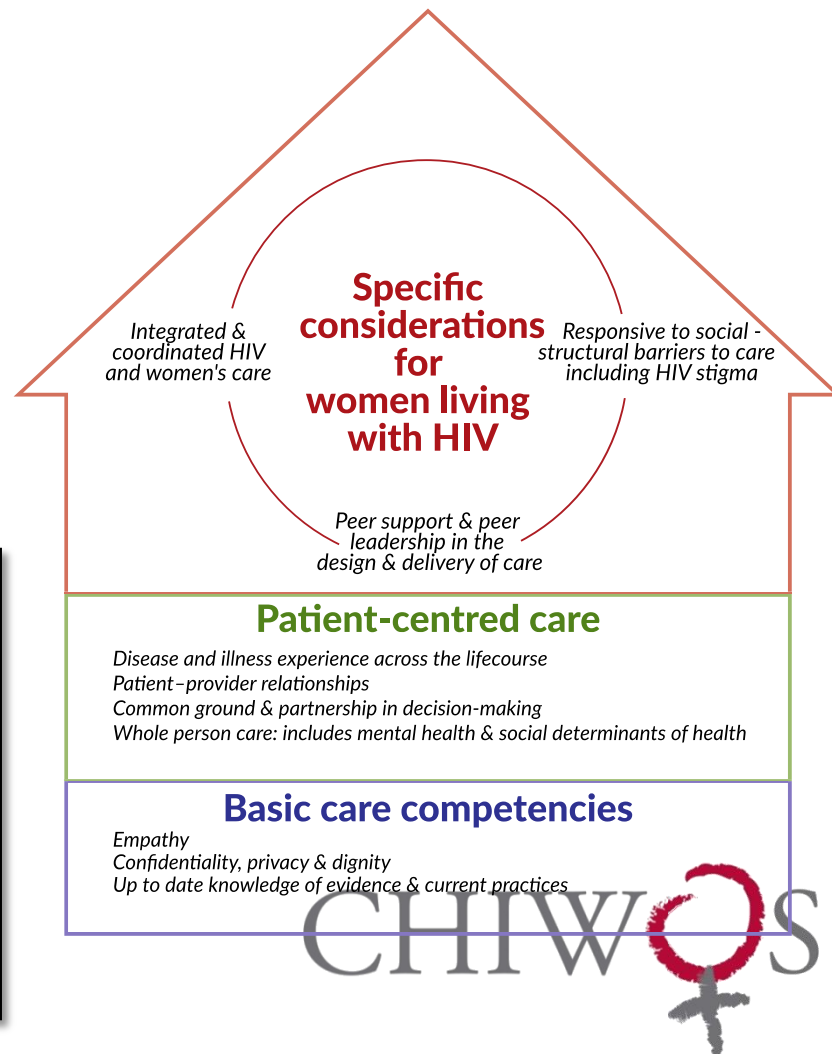 Specific
considerations
for
women living
with HIV
Integrated &
coordinated HIV
and women's care
Responsive to social -
structural barriers to care
including HIV stigma
Peer support & peer
leadership in the
design & delivery of care
Patient-centred care
Disease and illness experience across the lifecourse
Patient–provider relationships
Common ground & partnership in decision-making
Whole person care: includes mental health & social determinants of health
Basic care competencies
Empathy
Confidentiality, privacy & dignity
Up to date knowledge of evidence & current practices
CHIWOS